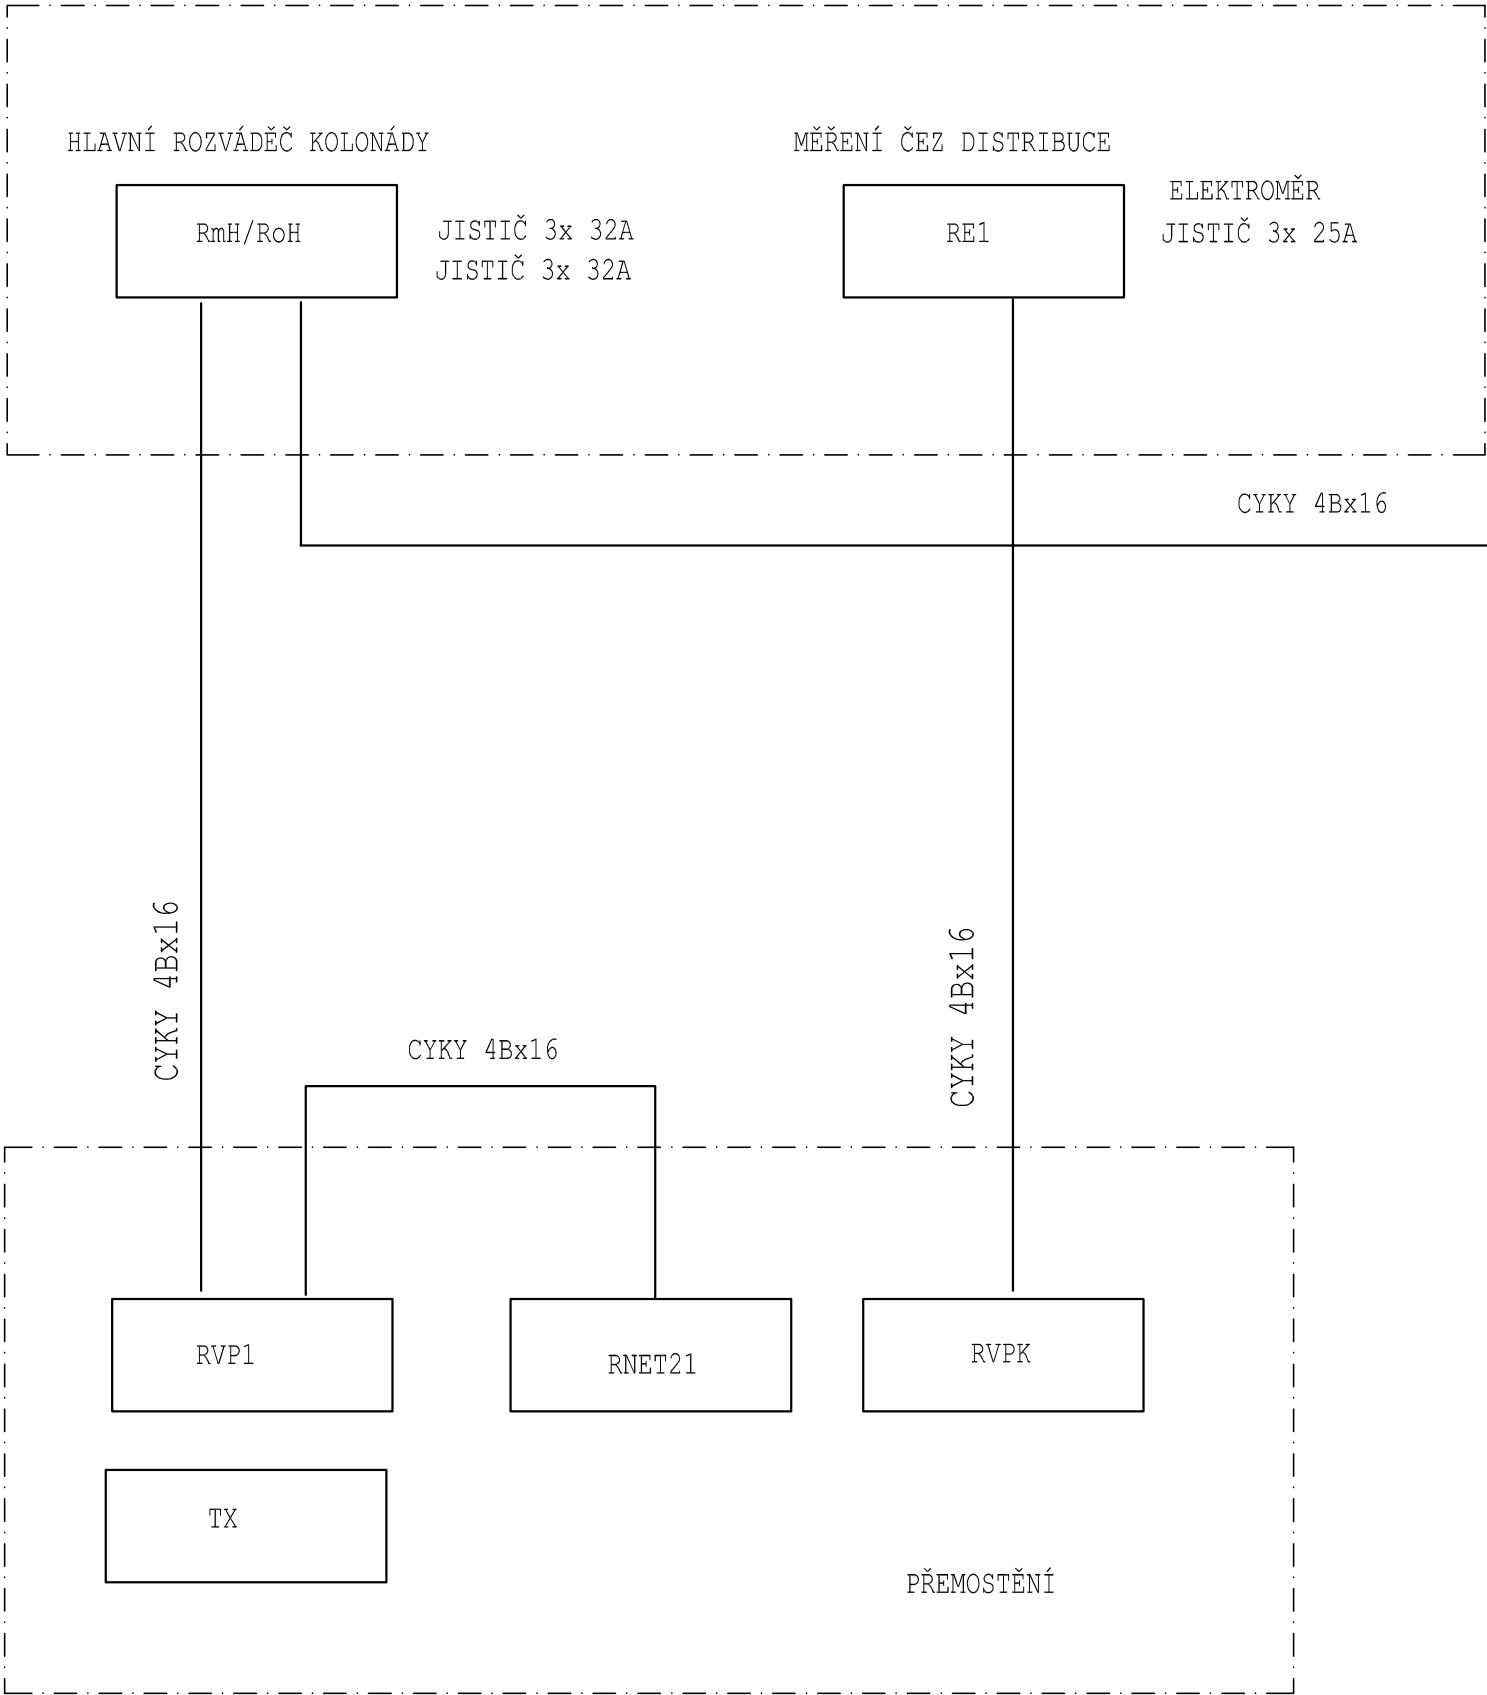 HLAVNÍ ROZVÁDĚČ KOLONÁDY
MĚŘENÍ ČEZ DISTRIBUCE
RmH/RoH
JISTIČ 3x 32A
JISTIČ 3x 32A
RE1
ELEKTROMĚR
JISTIČ 3x 25A
CYKY 4Bx16
CYKY 4Bx16
CYKY 4Bx16
CYKY 4Bx16
RVP1
RNET21
RVPK
TX
PŘEMOSTĚNÍ